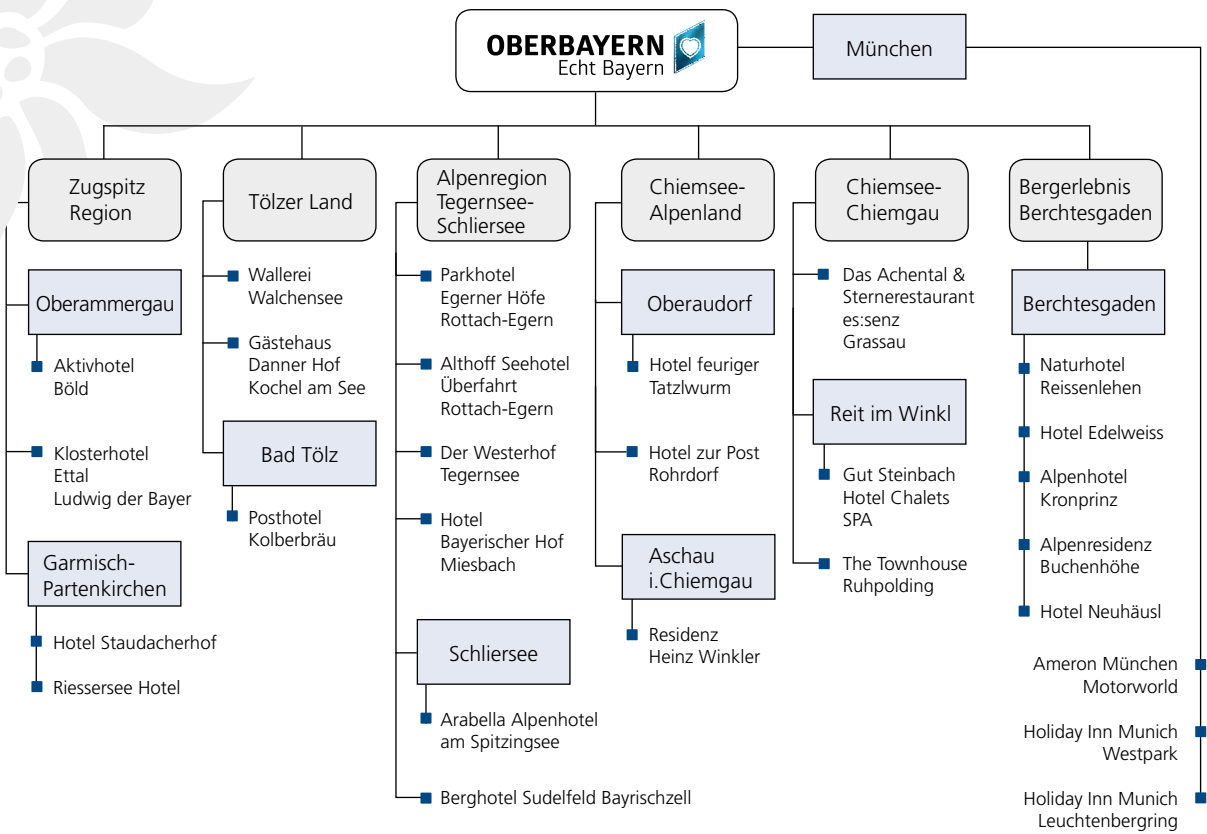 OBERBAYERN
Echt Bayern
München
Zugspitz
Region
Oberammergau
Aktivhotel
Böld
Klosterhotel
Ettal
Ludwig der Bayer
Garmisch-
Partenkirchen
Hotel Staudacherhof
Riessersee Hotel
Tölzer Land
Wallerei
Walchensee
Gästehaus
Danner Hof
Kochel am See
Bad Tölz
Posthotel
Kolberbräu
Alpenregion
Tegernsee-
Schliersee
Parkhotel
Egerner Höfe
Rottach-Egern
Althoff Seehotel
Überfahrt
Rottach-Egern
Der Westerhof
Tegernsee
Hotel
Bayerischer Hof
Miesbach
Schliersee
Arabella Alpenhotel
am Spitzingsee
Berghotel Sudelfeld Bayrischzell
Chiemsee-
Alpenland
Oberaudorf
Hotel feuriger
Tatzlwurm
Hotel zur Post
Rohrdorf
Aschau
i.Chiemgau
Residenz
Heinz Winkler
Chiemsee-
Chiemgau
Das Achental &
Sternerestaurant
es:senz
Grassau
Reit im Winkl
Gut Steinbach
Hotel Chalets
SPA
The Townhouse
Ruhpolding
Bergerlebnis
Berchtesgaden
Berchtesgaden
Naturhotel
Reissenlehen
Hotel Edelweiss
Alpenhotel
Kronprinz
Alpenresidenz
Buchenhöhe
Hotel Neuhäusl
Ameron München
Motorworld
Holiday Inn Munich
Westpark
Holiday Inn Munich
Leuchtenbergring